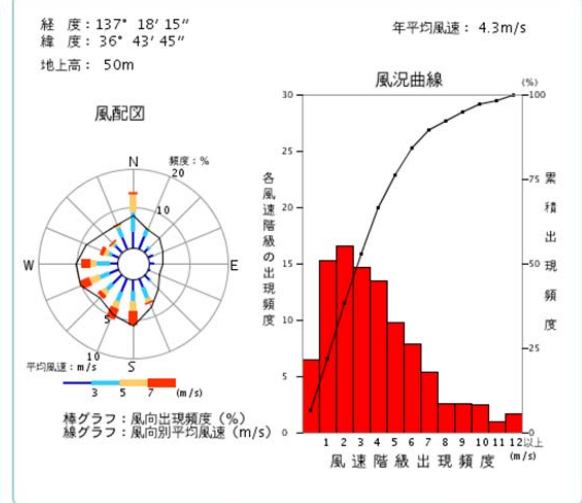 経 度：137° 18′ 15″
緯 度：36° 43′ 45″
地上高： 50m
年平均風速： 4.3m/s
風配図
N
頻度：%
20
10
W
E
5
10
S
平均風速：m/s
3 5 7 (m/s)
棒グラフ：風向出現頻度（%）
線グラフ：風向別平均風速（m/s）
風況曲線
(%)
各風速階級の出現頻度
30
25
20
15
10
5
0
100
75
50
25
0
累積出現頻度
1 2 3 4 5 6 7 8 9 10 11 12以上
風速階級出現頻度 (m/s)